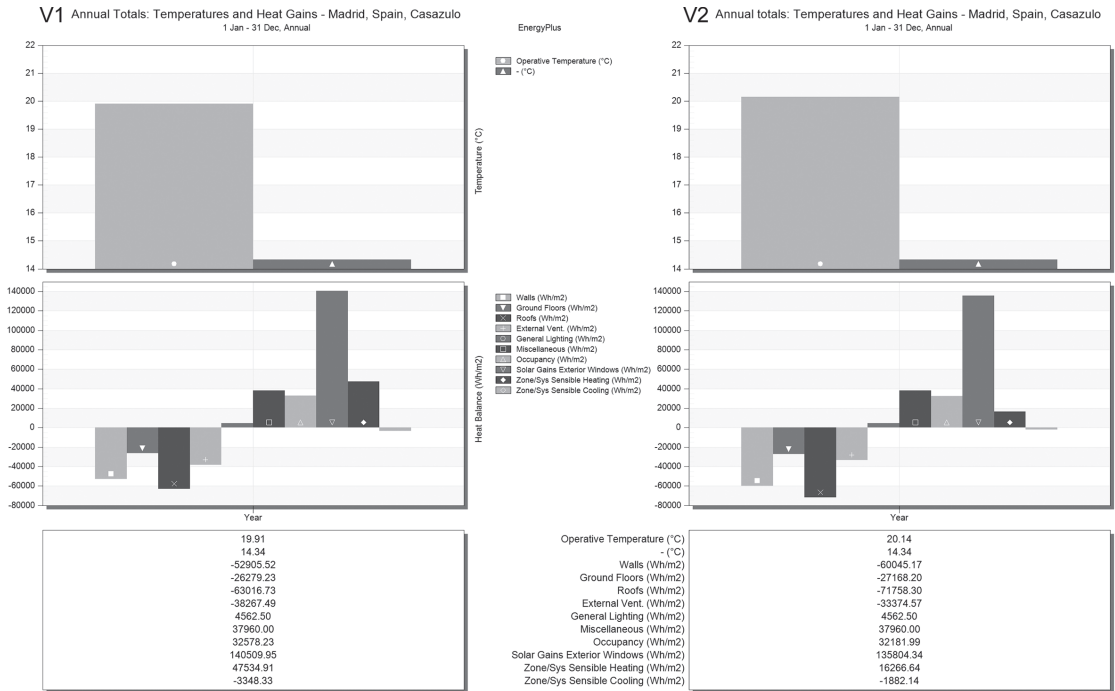 V1 Annual Totals: Temperatures and Heat Gains - Madrid, Spain, Casazulo
1 Jan - 31 Dec, Annual
EnergyPlus
V2 Annual totals: Temperatures and Heat Gains - Madrid, Spain, Casazulo
1 Jan - 31 Dec, Annual
22
21
20
19
18
17
16
15
14
Operative Temperature (°C)
- (°C)
Temperature (°C)
22
21
20
19
18
17
16
15
14
140000
120000
100000
80000
60000
40000
20000
0
-20000
-40000
-60000
-80000
Year
Walls (Wh/m2)
Ground Floors (Wh/m2)
Roofs (Wh/m2)
External Vent. (Wh/m2)
General Lighting (Wh/m2)
Miscellaneous (Wh/m2)
Occupancy (Wh/m2)
Solar Gains Exterior Windows (Wh/m2)
Zone/Sys Sensible Heating (Wh/m2)
Zone/Sys Sensible Cooling (Wh/m2)
Heat Balance (Wh/m2)
140000
120000
100000
80000
60000
40000
20000
0
-20000
-40000
-60000
-80000
Year
19.91 Operative Temperature (°C) 20.14
14.34 - (°C) 14.34
-52905.52 Walls (Wh/m2) -60045.17
-26279.23 Ground Floors (Wh/m2) -27168.20
-63016.73 Roofs (Wh/m2) -71758.30
-38267.49 External Vent. (Wh/m2) -33374.57
4562.50 General Lighting (Wh/m2) 4562.50
37960.00 Miscellaneous (Wh/m2) 37960.00
32578.23 Occupancy (Wh/m2) 32181.99
140509.95 Solar Gains Exterior Windows (Wh/m2) 135804.34
47534.91 Zone/Sys Sensible Heating (Wh/m2) 16266.64
-3348.33 Zone/Sys Sensible Cooling (Wh/m2) -1882.14